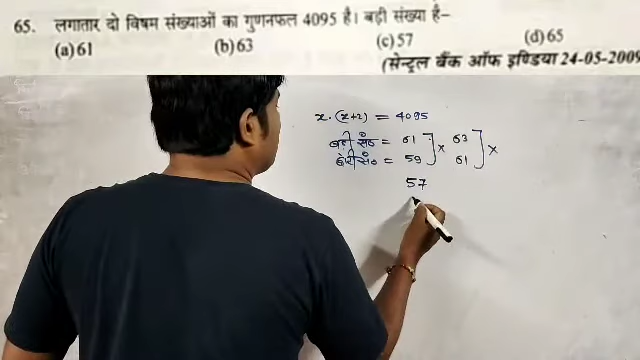 65. लगातार दो विषम संख्याओं का गुणनफल 4095 है। बड़ी संख्या है–
(a) 61 (b) 63 (c) 57 (d) 65
(सेन्ट्रल बैंक ऑफ इण्डिया 24-05-2009
x·(x+2) = 4095
बड़ी सं० = 61 ] x 63 ] x
छोटी सं० = 59 61
57